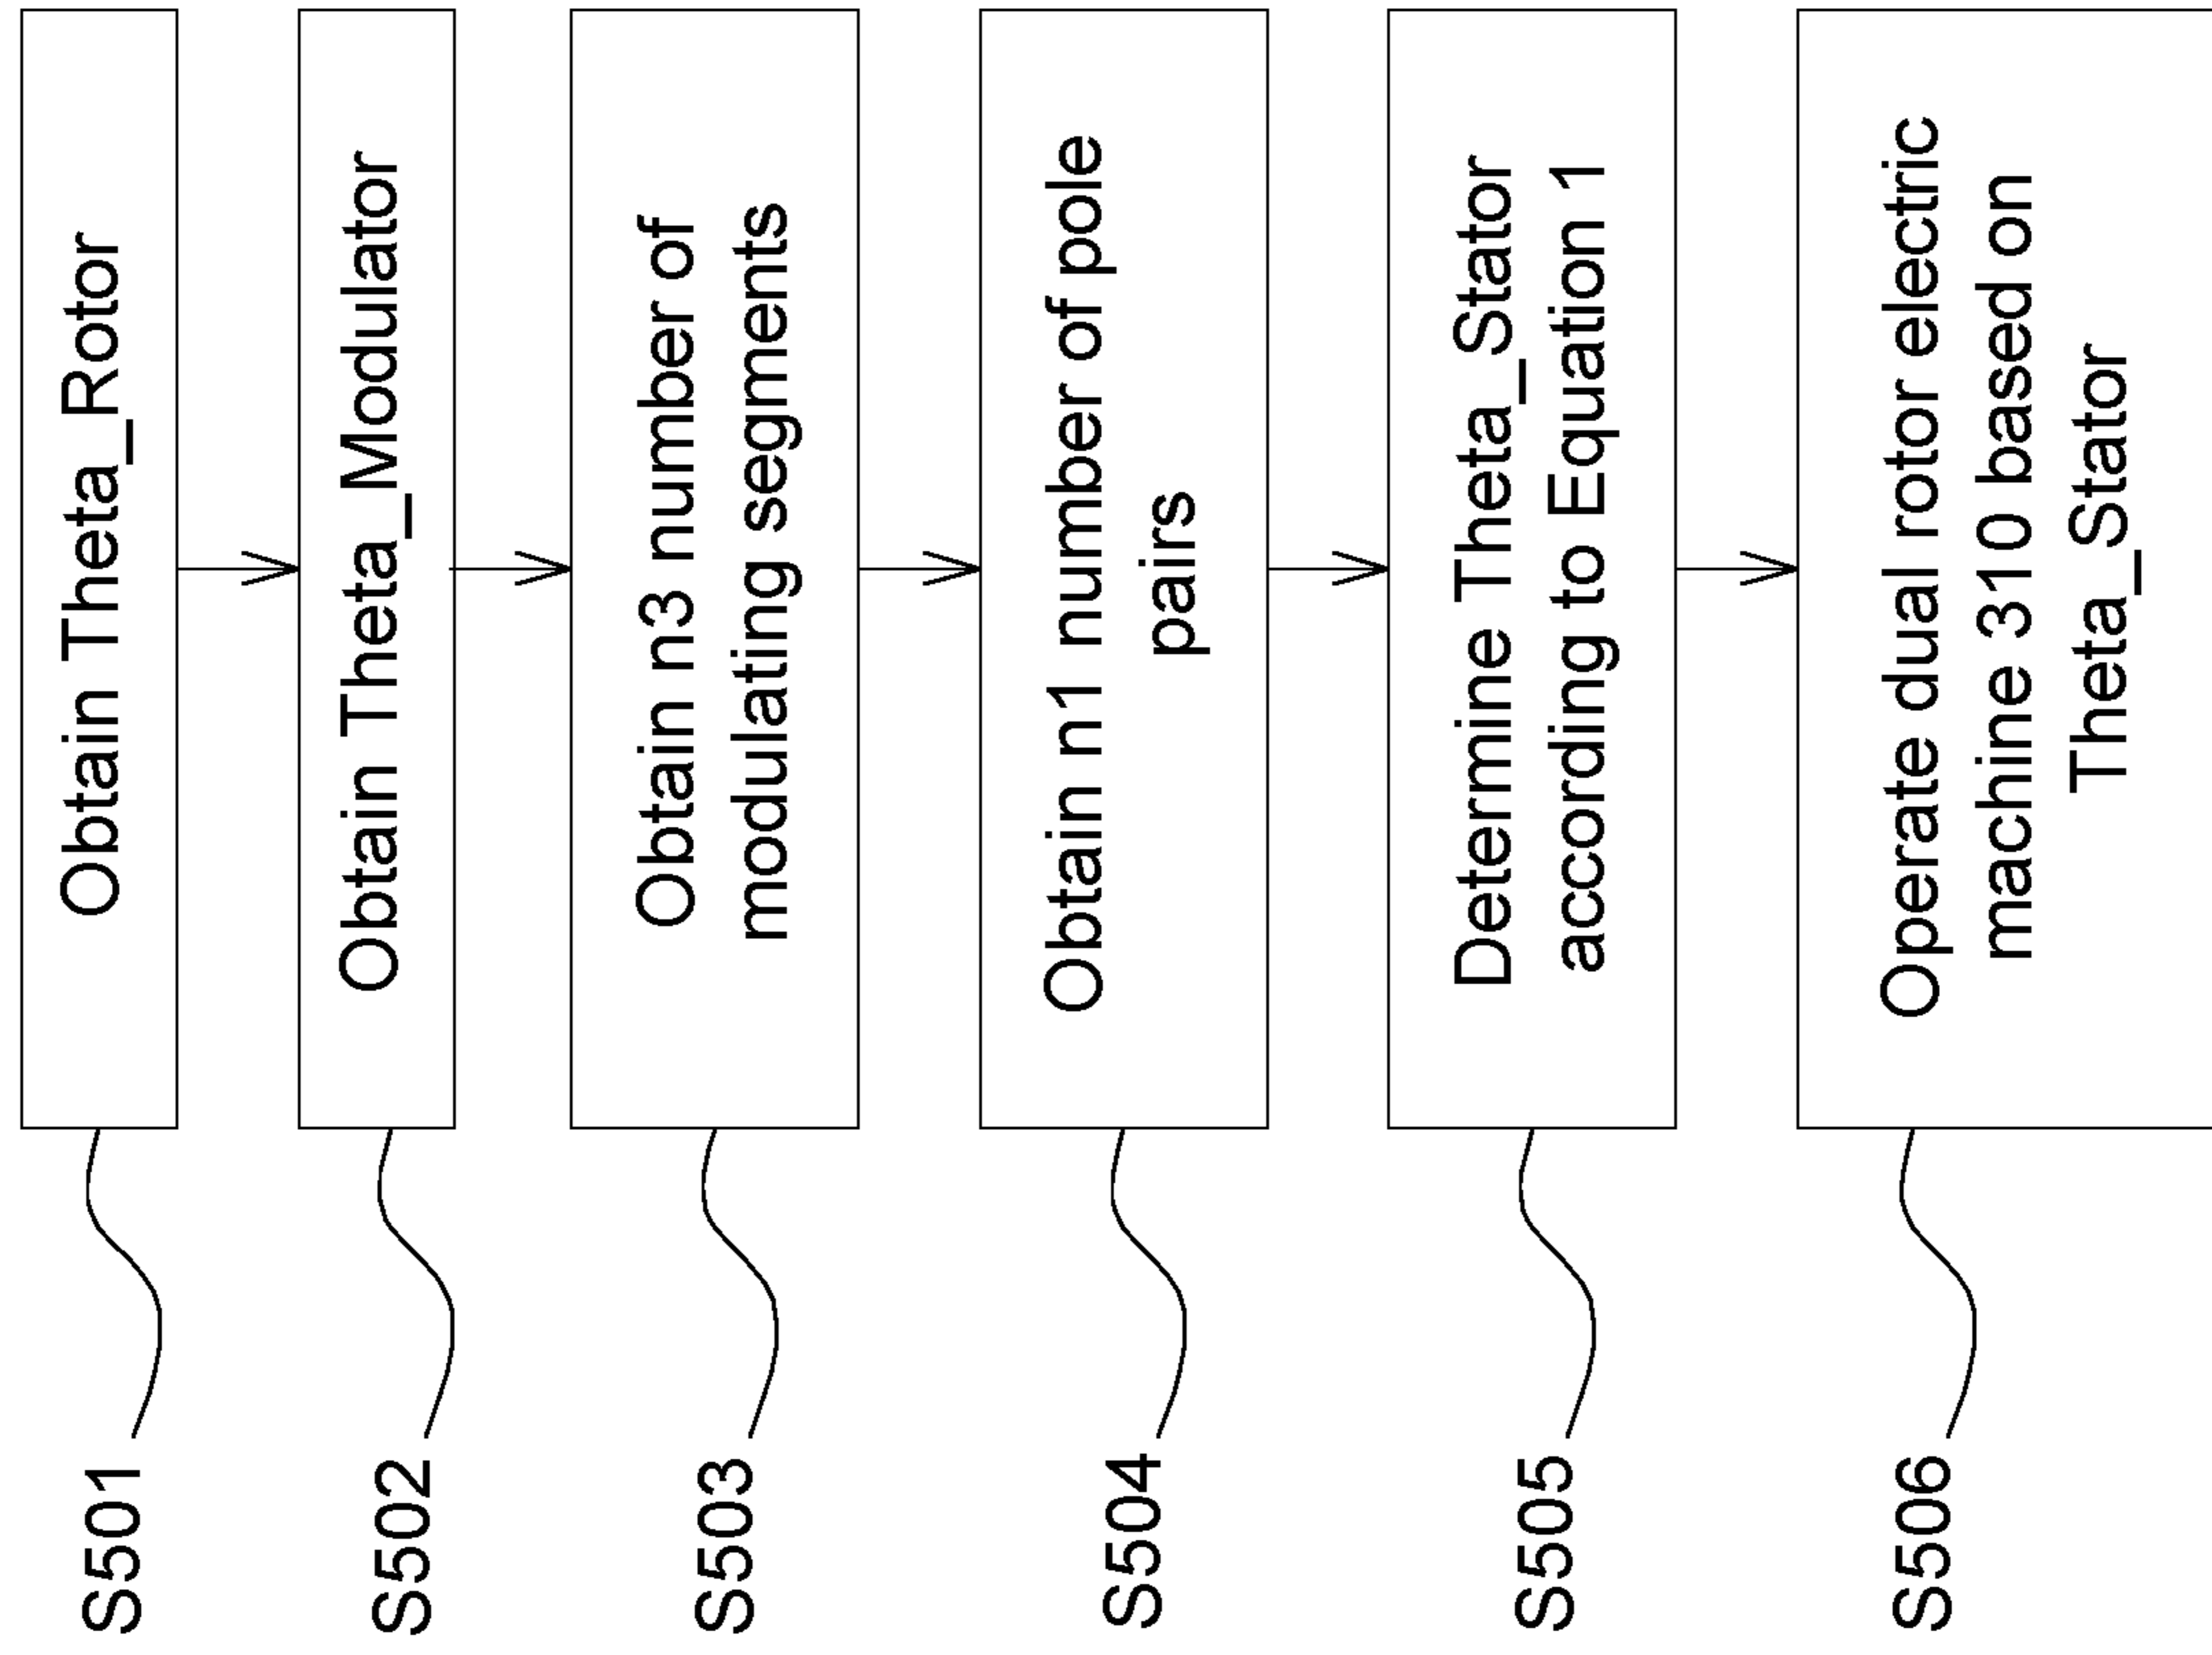 S501
Obtain Theta_Rotor
S502
Obtain Theta_Modulator
S503
Obtain n3 number of
modulating segments
S504
Obtain n1 number of pole
pairs
S505
Determine Theta_Stator
according to Equation 1
S506
Operate dual rotor electric
machine 310 based on
Theta_Stator